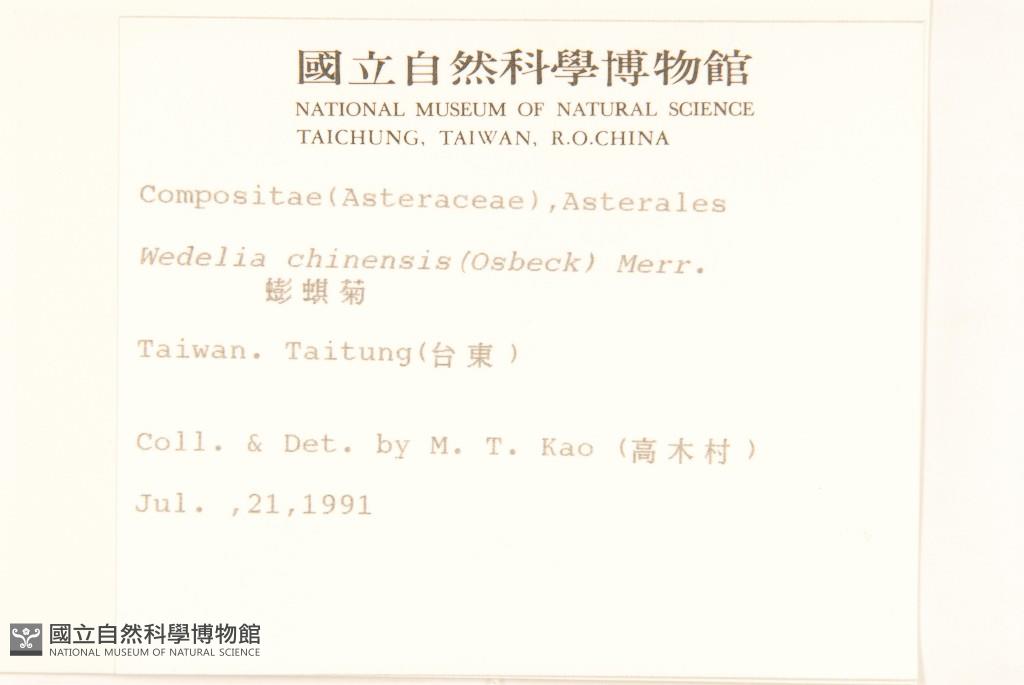 國立自然科學博物館
NATIONAL MUSEUM OF NATURAL SCIENCE
TAICHUNG, TAIWAN, R.O.CHINA
Compositae(Asteraceae),Asterales
Wedelia chinensis(Osbeck) Merr.
蟛蜞菊
Taiwan. Taitung(台東)
Coll. & Det. by M. T. Kao (高木村)
Jul. ,21,1991
國立自然科學博物館
NATIONAL MUSEUM OF NATURAL SCIENCE